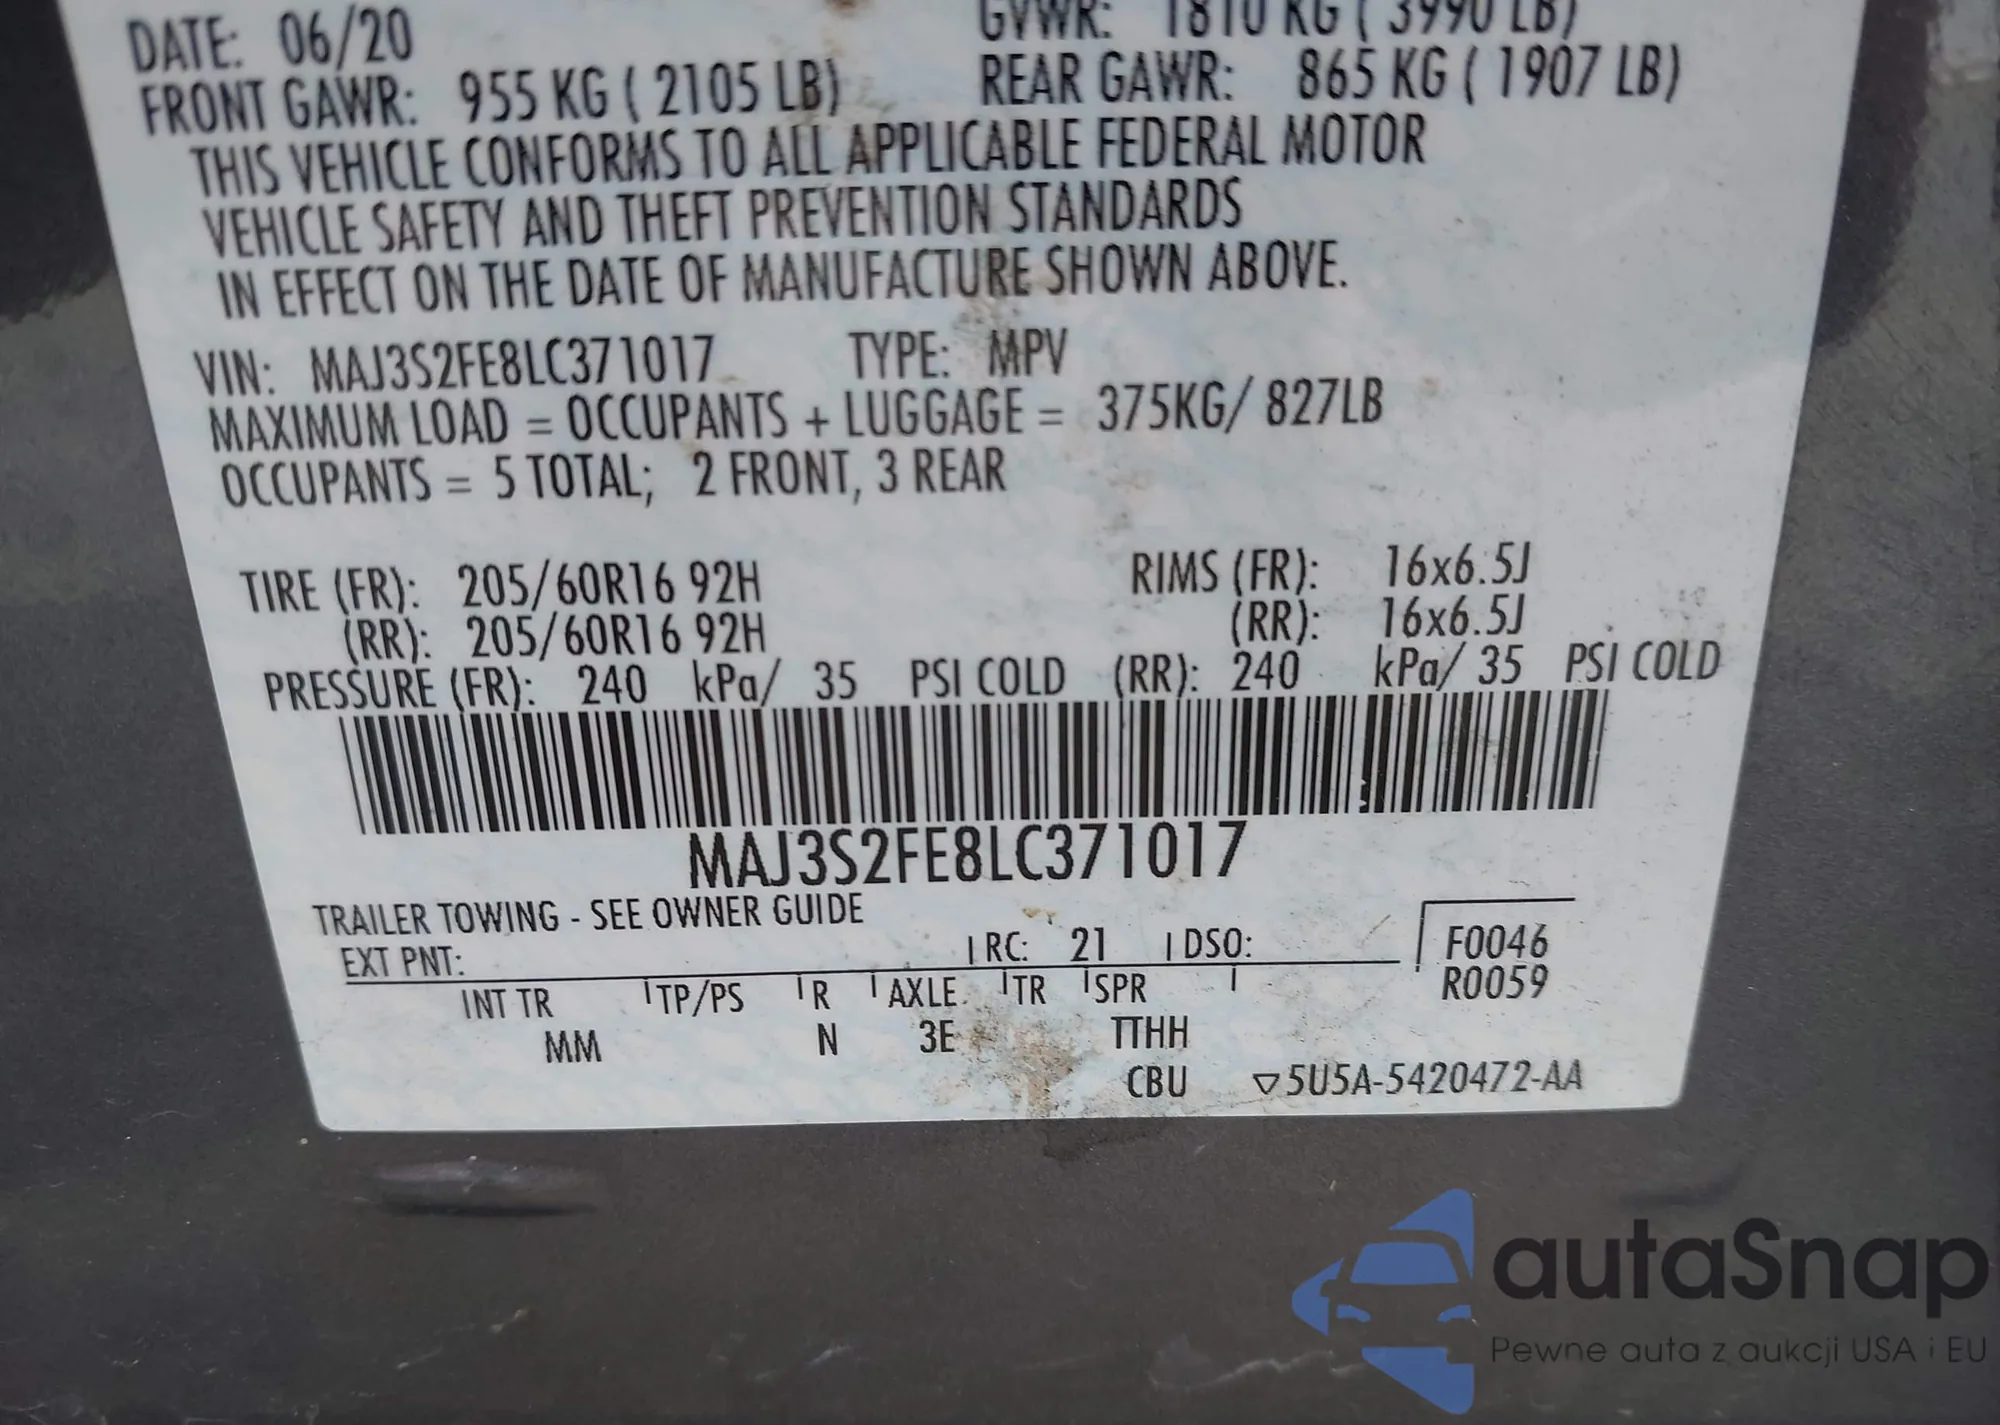 DATE: 06/20 GVWR: 1810 KG ( 3990 LB)
FRONT GAWR: 955 KG ( 2105 LB) REAR GAWR: 865 KG ( 1907 LB)
THIS VEHICLE CONFORMS TO ALL APPLICABLE FEDERAL MOTOR
VEHICLE SAFETY AND THEFT PREVENTION STANDARDS
IN EFFECT ON THE DATE OF MANUFACTURE SHOWN ABOVE.
VIN: MAJ3S2FE8LC371017 TYPE: MPV
MAXIMUM LOAD = OCCUPANTS + LUGGAGE = 375KG/ 827LB
OCCUPANTS = 5 TOTAL; 2 FRONT, 3 REAR
TIRE (FR): 205/60R16 92H RIMS (FR): 16x6.5J
(RR): 205/60R16 92H (RR): 16x6.5J
PRESSURE (FR): 240 kPa/ 35 PSI COLD (RR): 240 kPa/ 35 PSI COLD
MAJ3S2FE8LC371017
TRAILER TOWING - SEE OWNER GUIDE
EXT PNT: RC: 21 DSO: F0046
R0059
INT TR TP/PS R AXLE TR SPR
MM N 3E TTHH
CBU ▽5U5A-5420472-AA
autaSnap
Pewne auta z aukcji USA i EU